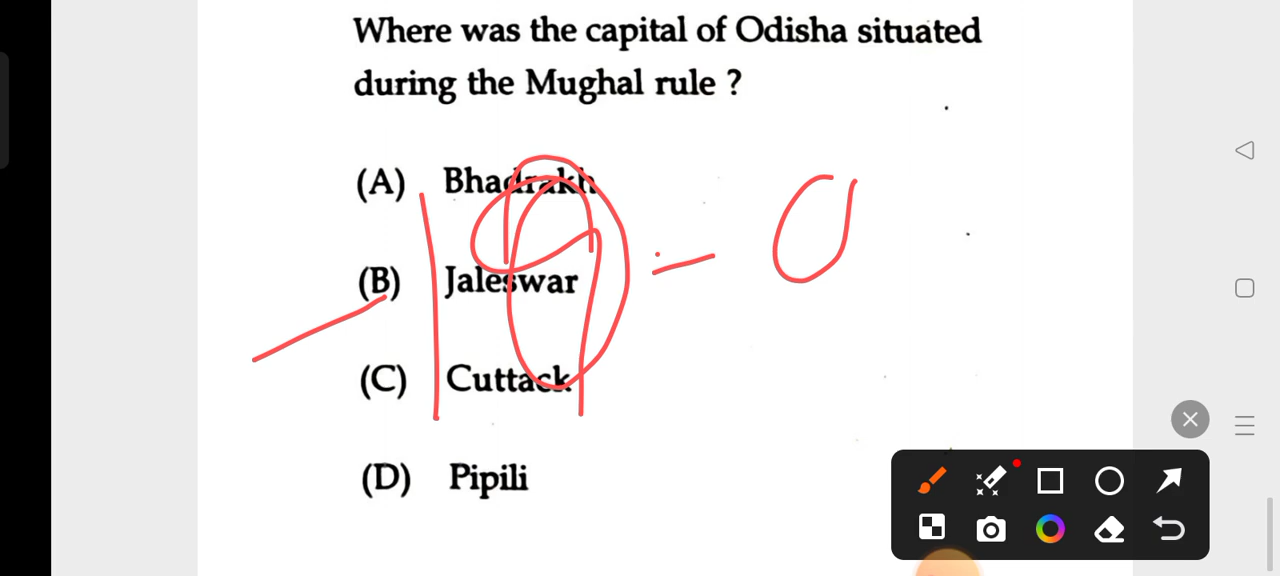 Where was the capital of Odisha situated
during the Mughal rule ?
(A) Bhadrakh
(B) Jaleswar
(C) Cuttack
(D) Pipili